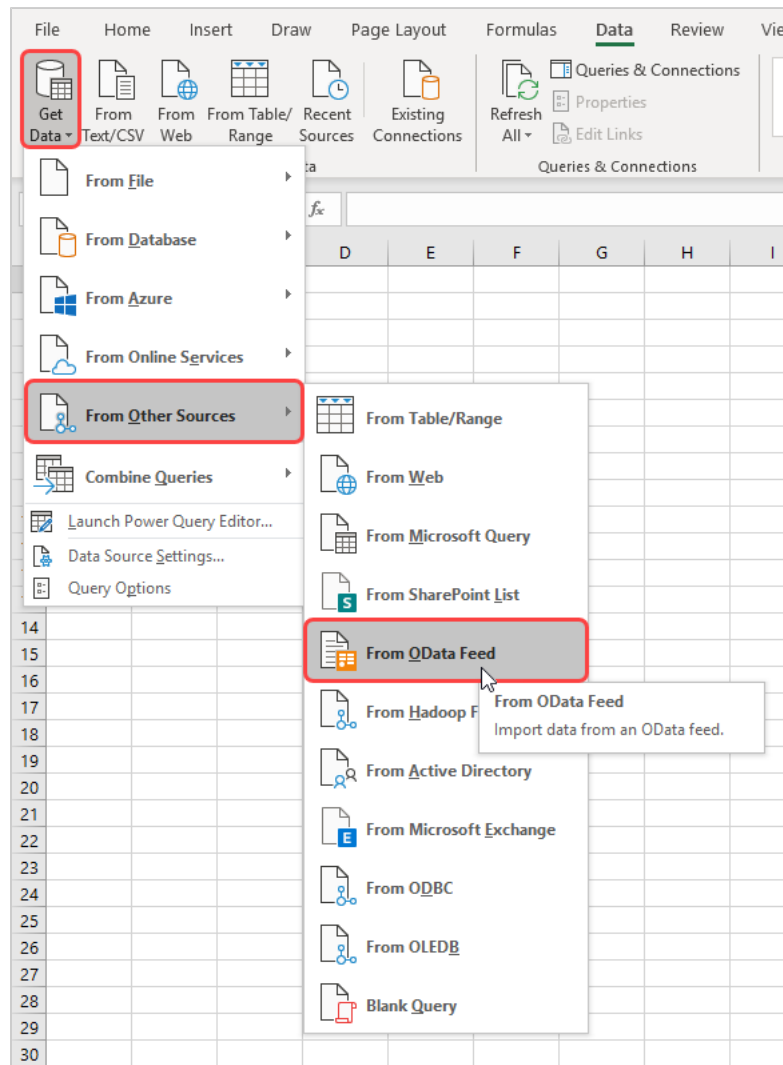 File Home Insert Draw Page Layout Formulas Data Review Vie
Get Data
From Text/CSV
From Web
From Table/ Range
Recent Sources
Existing Connections
Refresh All
Queries & Connections
Properties
Edit Links
ta
Queries & Connections
fx
D E F G H I
From File
From Database
From Azure
From Online Services
From Other Sources
Combine Queries
Launch Power Query Editor...
Data Source Settings...
Query Options
From Table/Range
From Web
From Microsoft Query
From SharePoint List
S
From OData Feed
From Hadoop F
From OData Feed
Import data from an OData feed.
From Active Directory
From Microsoft Exchange
E
From ODBC
From OLEDB
Blank Query
14
15
16
17
18
19
20
21
22
23
24
25
26
27
28
29
30